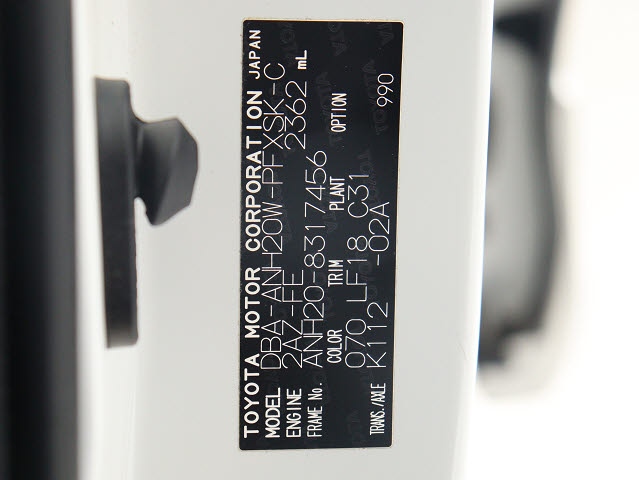 TOYOTA MOTOR CORPORATION JAPAN
MODEL DBA-ANH20W-PFXSK-C
ENGINE 2AZ-FE 2362 mL
FRAME No. ANH20-8317456
COLOR TRIM PLANT OPTION
070 LF18 C31 990
TRANS./AXLE K112 -02A